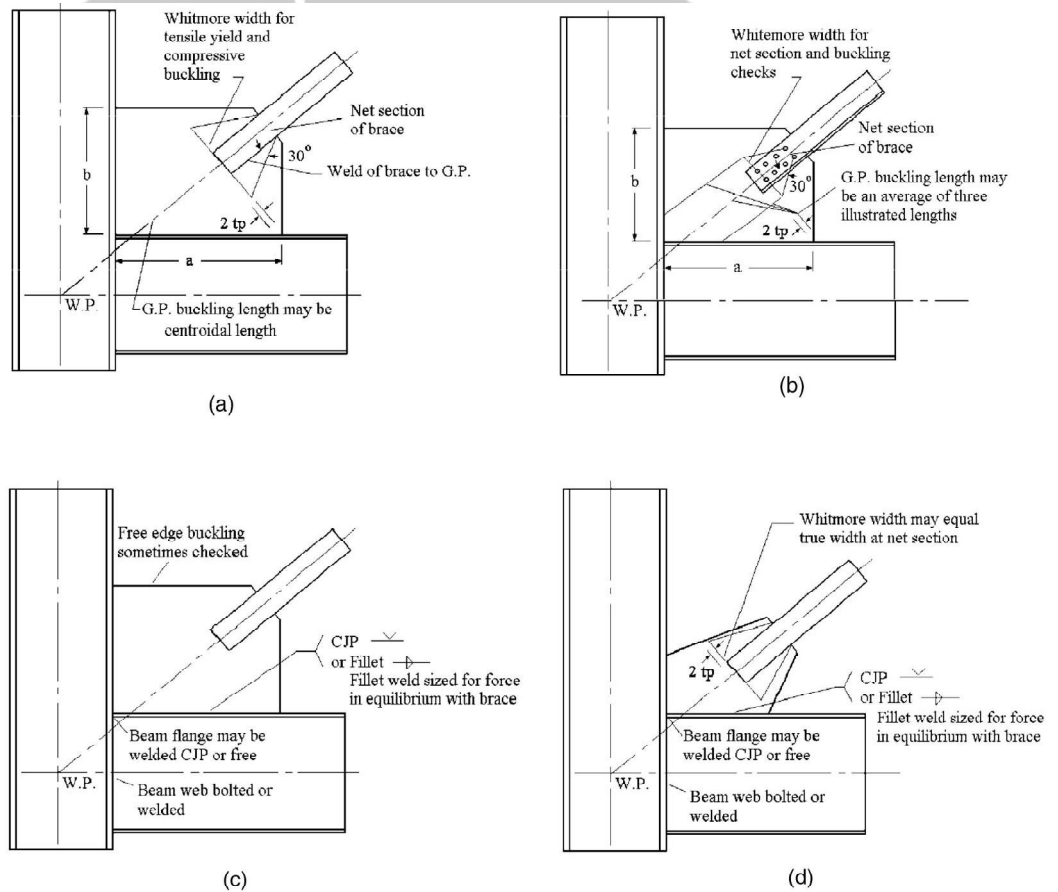 Whitmore width for
tensile yield and
compressive
buckling
Net section
of brace
30°
Weld of brace to G.P.
b
2 tp
a
W.P.
G.P. buckling length may be
centroidal length
(a)
Whitemore width for
net section and buckling
checks
Net section
of brace
30°
G.P. buckling length may
be an average of three
illustrated lengths
b
2 tp
a
W.P.
(b)
Free edge buckling
sometimes checked
CJP
or Fillet
Fillet weld sized for force
in equilibrium with brace
Beam flange may be
welded CJP or free
W.P.
Beam web bolted or
welded
(c)
Whitmore width may equal
true width at net section
2 tp
CJP
or Fillet
Fillet weld sized for force
in equilibrium with brace
Beam flange may be
welded CJP or free
W.P.
Beam web bolted or
welded
(d)